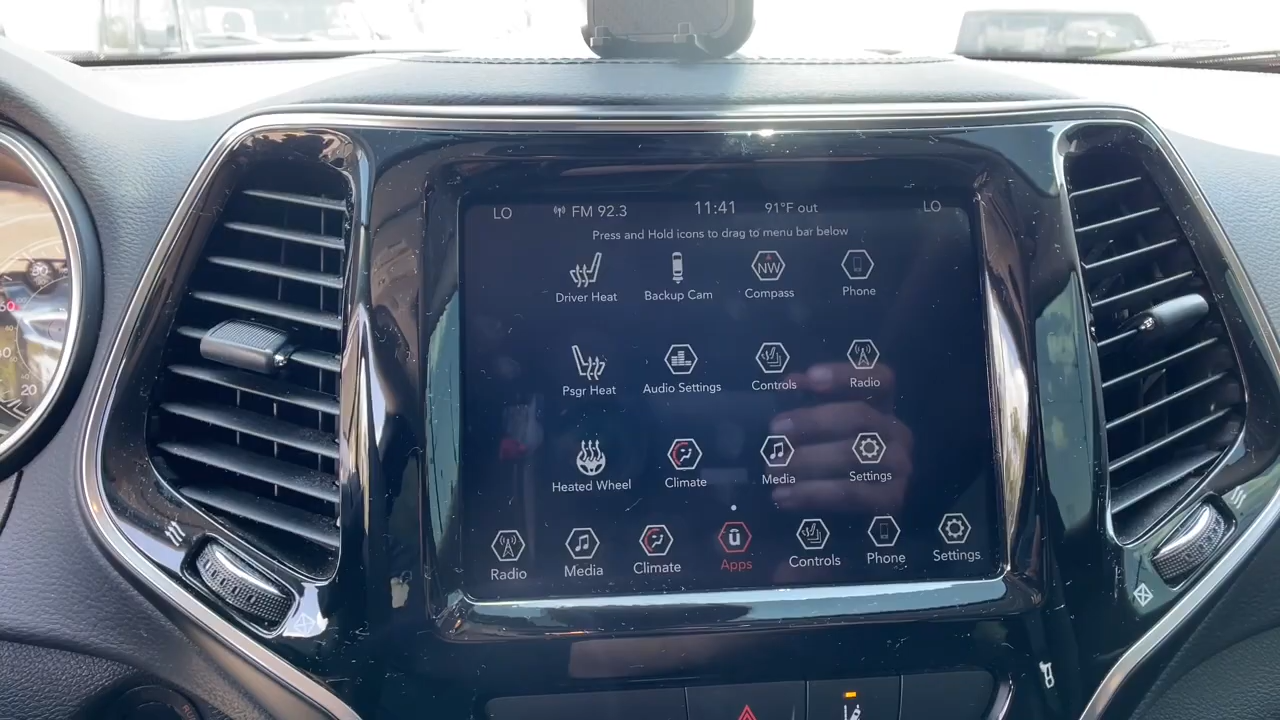 LO FM 92.3 11:41 91°F out LO
Press and Hold icons to drag to menu bar below
NW
Driver Heat Backup Cam Compass Phone
Psgr Heat Audio Settings Controls Radio
Heated Wheel Climate Media Settings
ū
Radio Media Climate Apps Controls Phone Settings
20